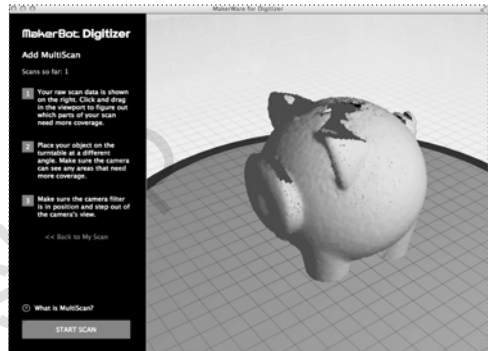 MakerWare for Digitizer
MakerBot Digitizer
Add MultiScan
Scans so far: 1
1 Your raw scan data is shown
on the right. Click and drag
in the viewport to figure out
which parts of your scan
need more coverage.
2 Place your object on the
turntable at a different
angle. Make sure the camera
can see any areas that need
more coverage.
3 Make sure the camera filter
is in position and step out of
the camera's view.
<< Back to My Scan
? What is MultiScan?
START SCAN